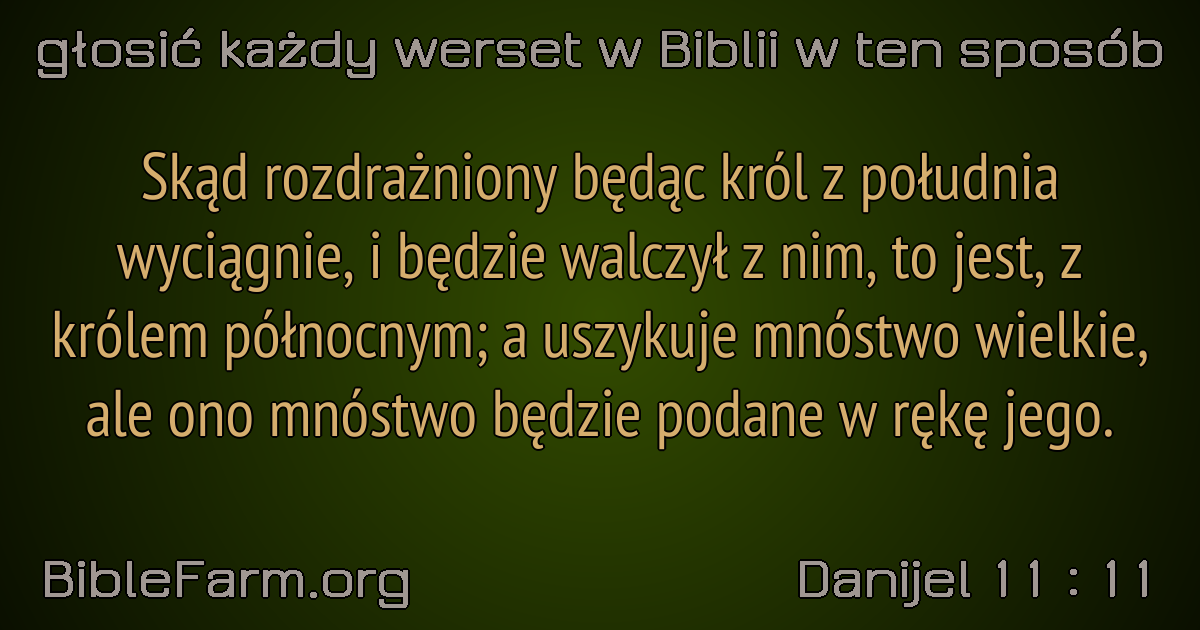 głosić każdy werset w Biblii w ten sposób
Skąd rozdrażniony będąc król z południa
wyciągnie, i będzie walczył z nim, to jest, z
królem północnym; a uszykuje mnóstwo wielkie,
ale ono mnóstwo będzie podane w rękę jego.
BibleFarm.org
Danijel 11 : 11